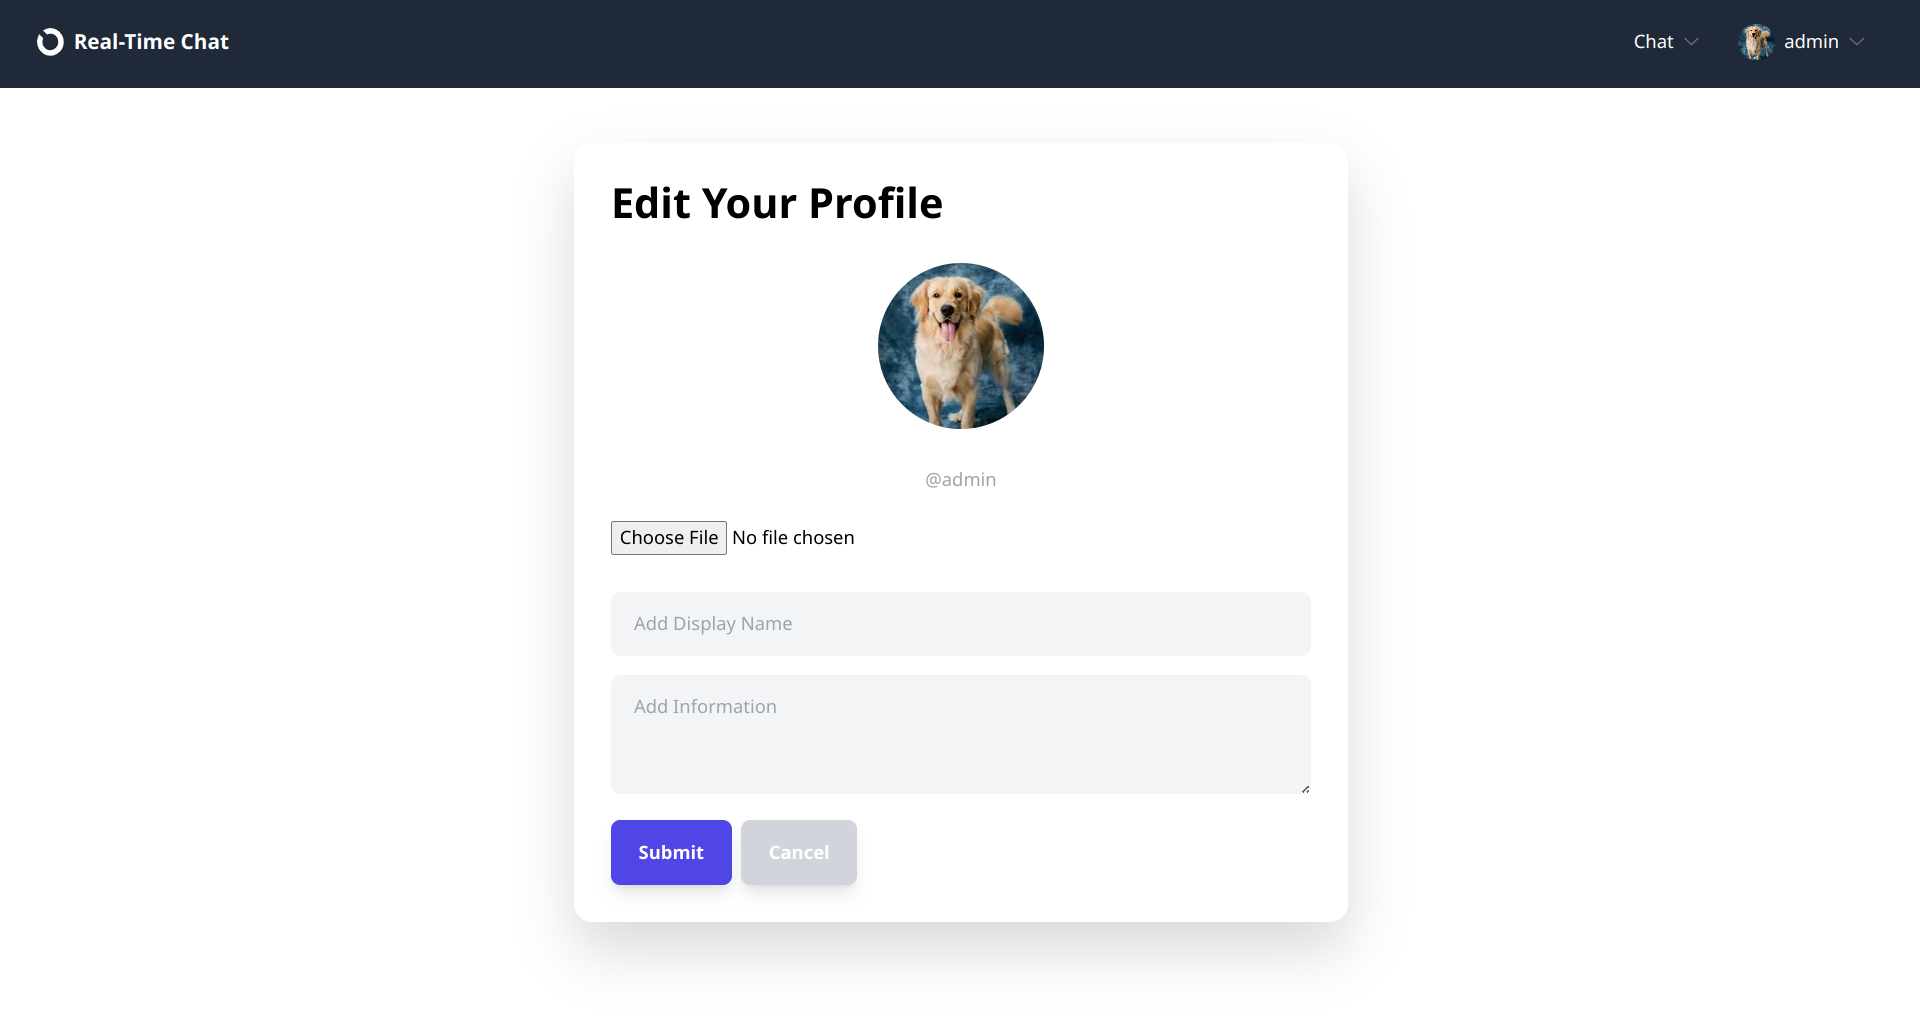 Real-Time Chat
Chat
admin
Edit Your Profile
@admin
Choose File No file chosen
Add Display Name
Add Information
Submit
Cancel